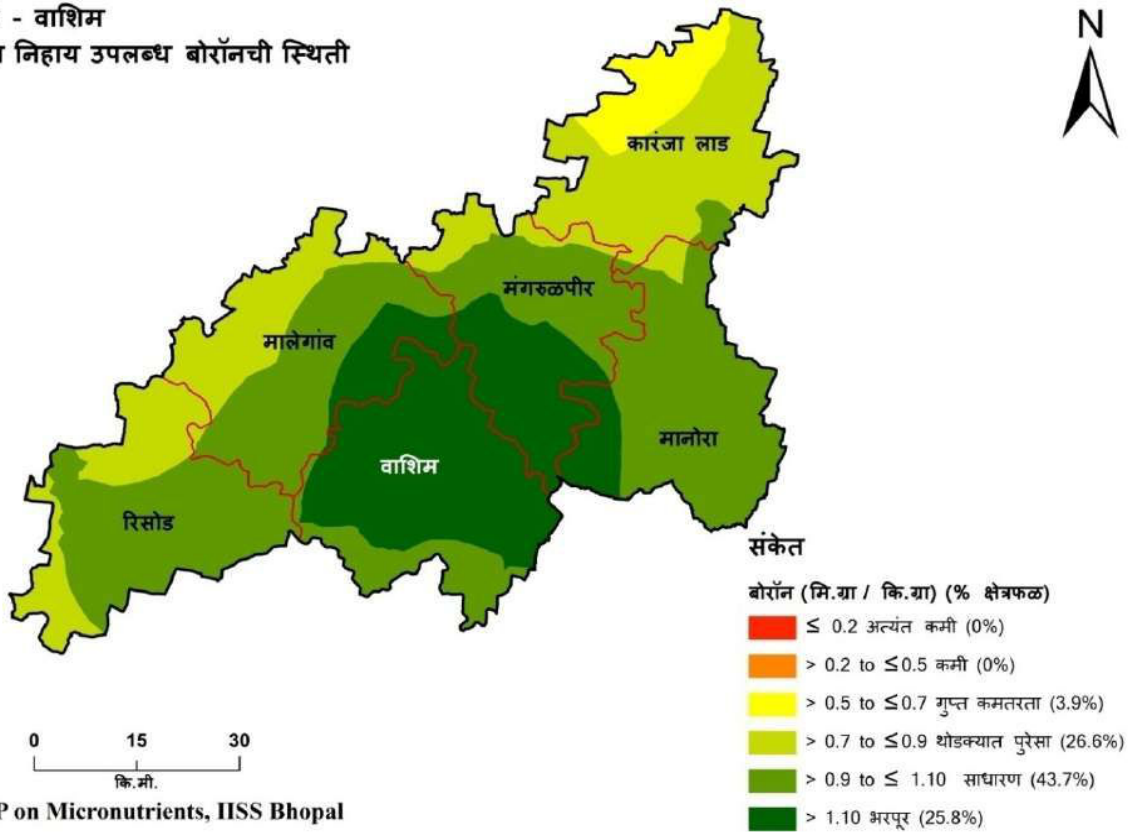 - वाशिम
निहाय उपलब्ध बोरॉनची स्थिती
N
कारंजा लाड
मंगरुळपीर
मालेगांव
मानोरा
वाशिम
रिसोड
संकेत
बोरॉन (मि.ग्रा / कि.ग्रा) (% क्षेत्रफळ)
≤ 0.2 अत्यंत कमी (0%)
> 0.2 to ≤0.5 कमी (0%)
> 0.5 to ≤0.7 गुप्त कमतरता (3.9%)
> 0.7 to ≤0.9 थोडक्यात पुरेसा (26.6%)
> 0.9 to ≤ 1.10 साधारण (43.7%)
> 1.10 भरपूर (25.8%)
0 15 30
कि.मी.
P on Micronutrients, IISS Bhopal